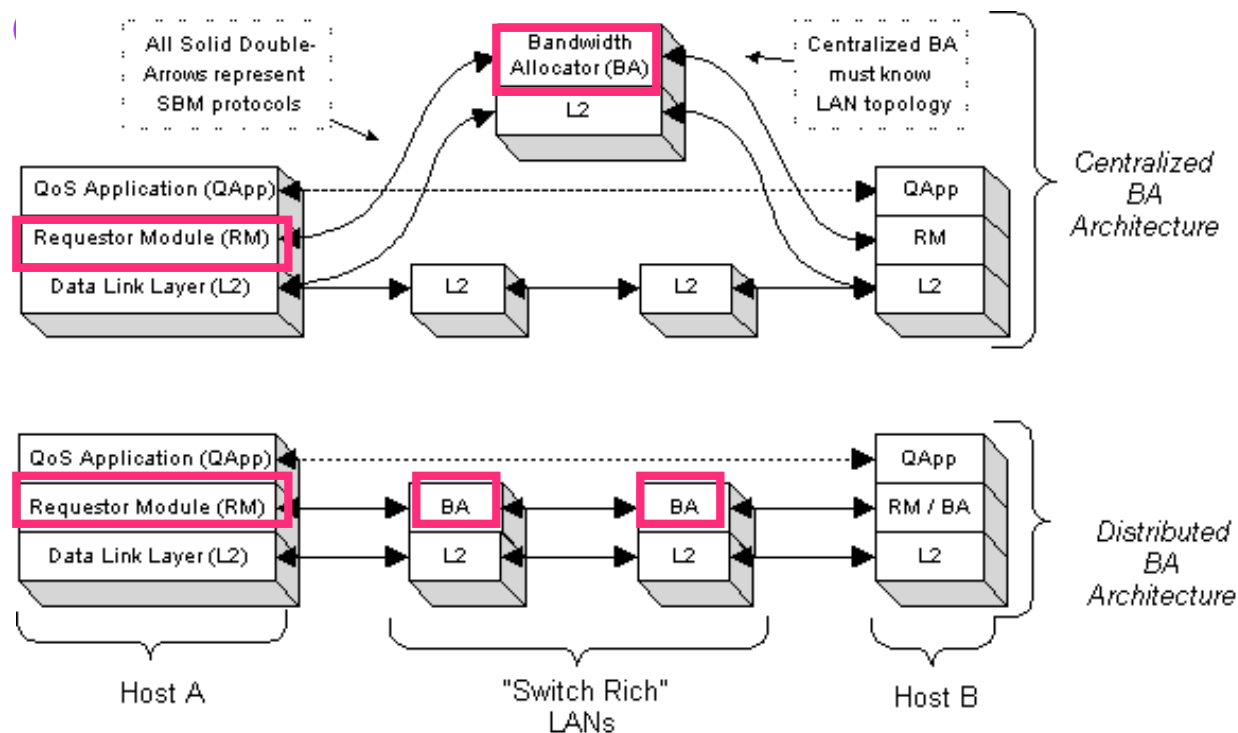 All Solid Double-
Arrows represent
SBM protocols
Bandwidth
Allocator (BA)
L2
Centralized BA
must know
LAN topology
QoS Application (QApp)
Requestor Module (RM)
Data Link Layer (L2)
L2
L2
QApp
RM
L2
Centralized
BA
Architecture
QoS Application (QApp)
Requestor Module (RM)
Data Link Layer (L2)
BA
L2
BA
L2
QApp
RM / BA
L2
Distributed
BA
Architecture
Host A
"Switch Rich"
LANs
Host B